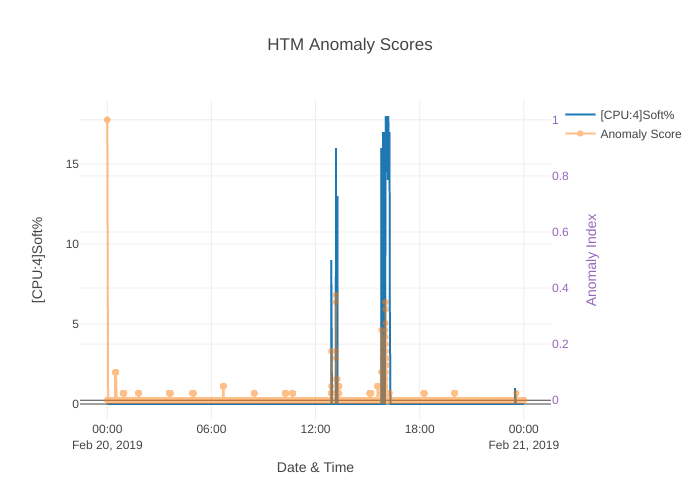 HTM Anomaly Scores
[CPU:4]Soft%
Anomaly Score
15
10
5
0
[CPU:4]Soft%
1
0.8
0.6
0.4
0.2
0
Anomaly Index
00:00
Feb 20, 2019
06:00
12:00
18:00
00:00
Feb 21, 2019
Date & Time